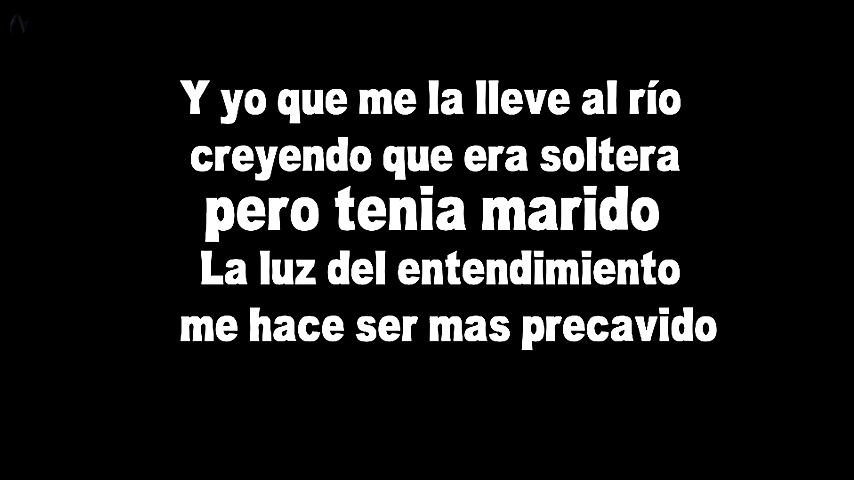 Y yo que me la lleve al río
creyendo que era soltera
pero tenia marido
La luz del entendimiento
me hace ser mas precavido